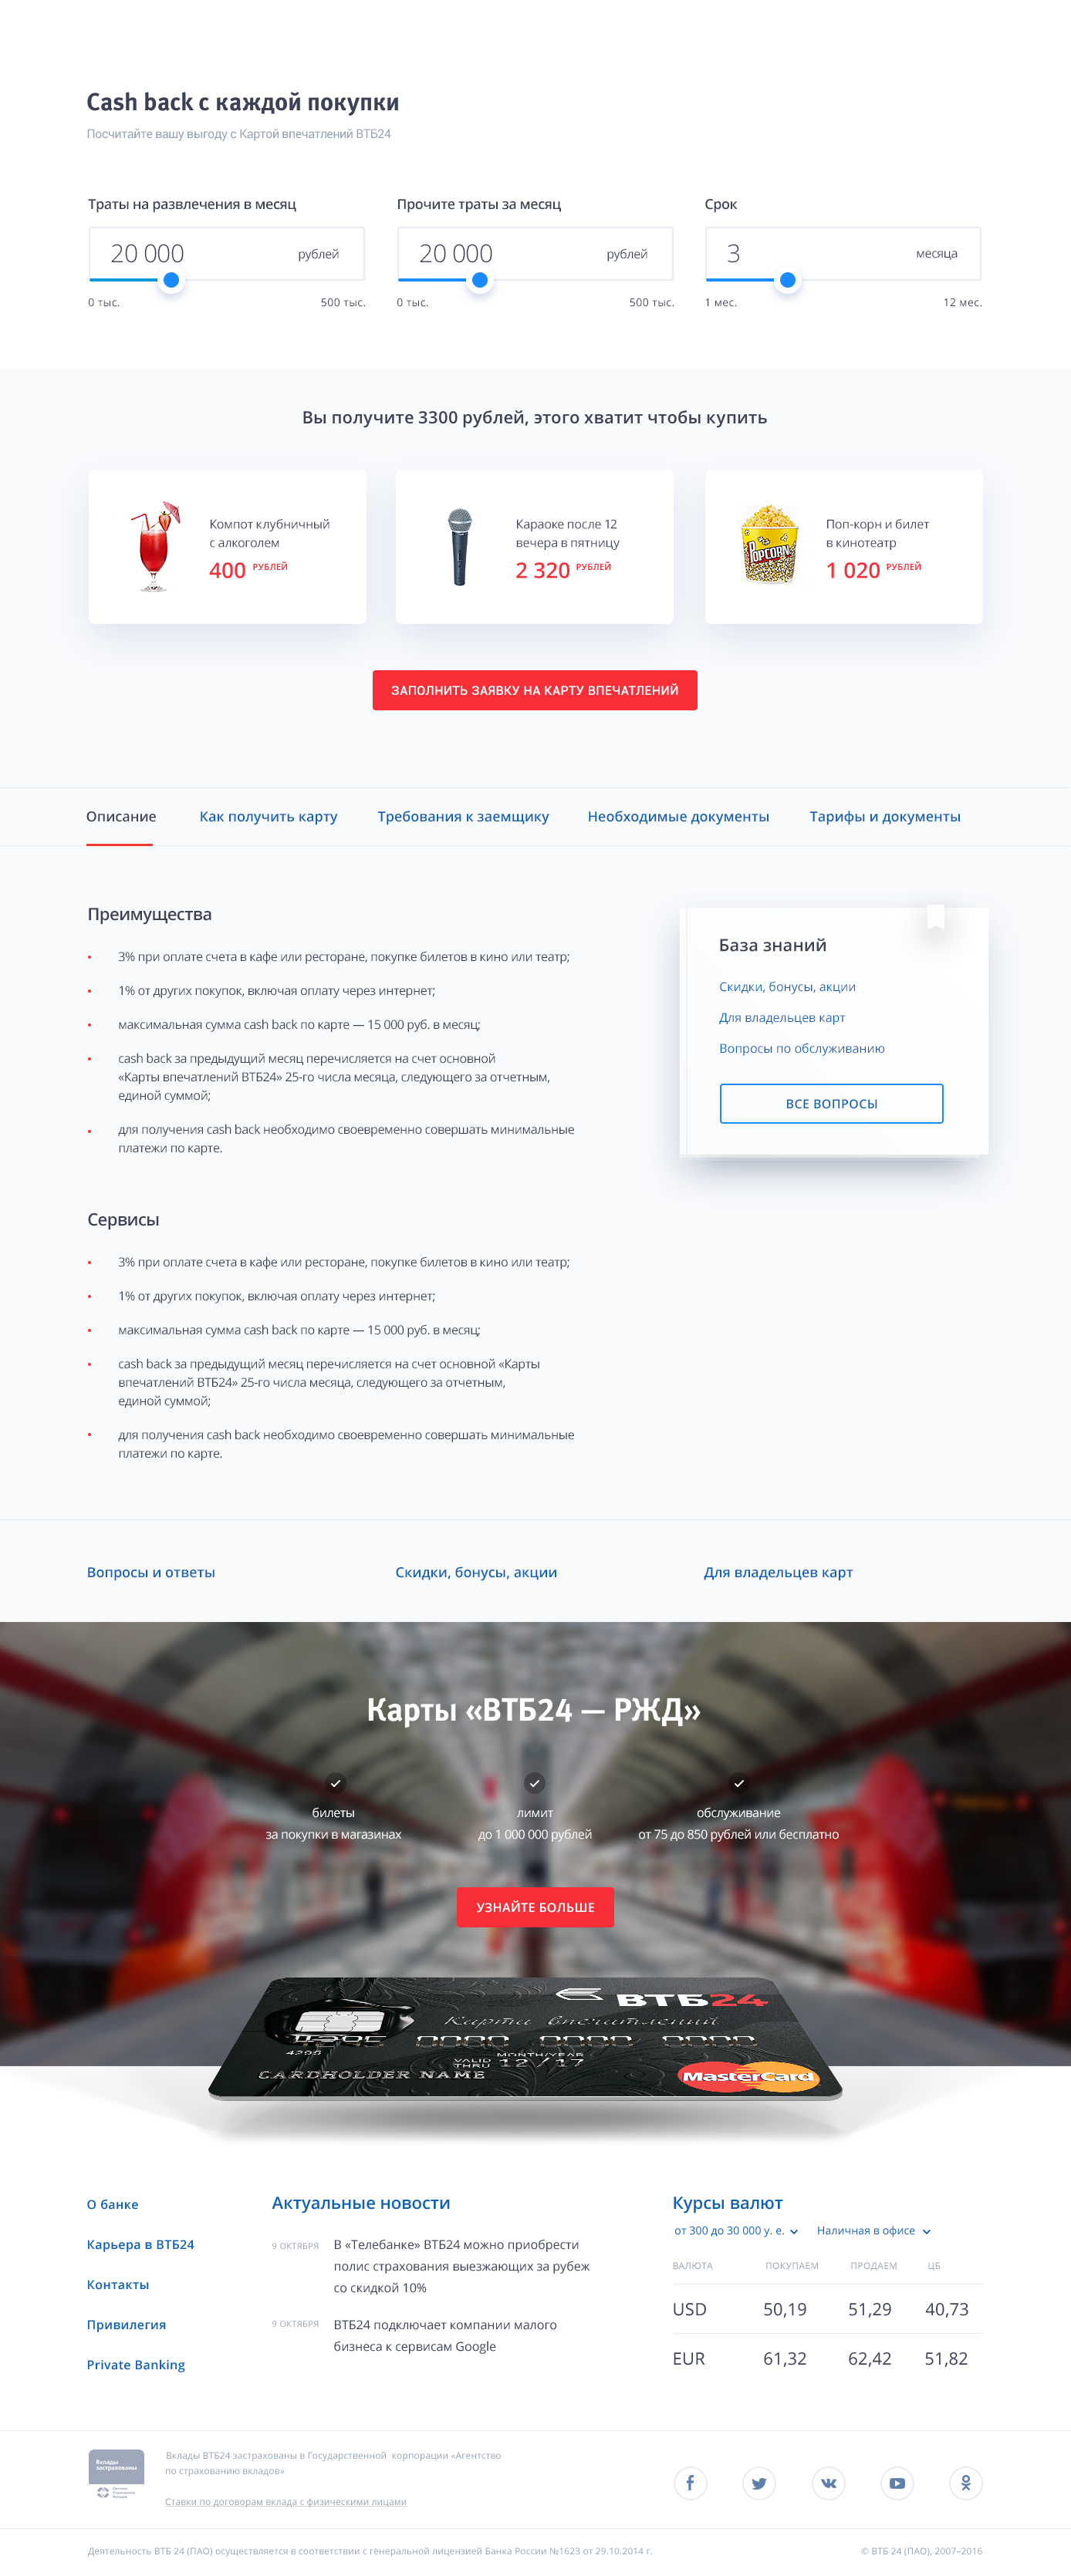 Cash back с каждой покупки
Посчитайте вашу выгоду с Картой впечатлений ВТБ24
Траты на развлечения в месяц
20 000 рублей
0 тыс. 500 тыс.
Прочите траты за месяц
20 000 рублей
0 тыс. 500 тыс.
Срок
3 месяца
1 мес. 12 мес.
Вы получите 3300 рублей, этого хватит чтобы купить
Компот клубничный
с алкоголем
400 РУБЛЕЙ
Караоке после 12
вечера в пятницу
2 320 РУБЛЕЙ
POPCORN
Поп-корн и билет
в кинотеатр
1 020 РУБЛЕЙ
ЗАПОЛНИТЬ ЗАЯВКУ НА КАРТУ ВПЕЧАТЛЕНИЙ
Описание Как получить карту Требования к заемщику Необходимые документы Тарифы и документы
Преимущества
3% при оплате счета в кафе или ресторане, покупке билетов в кино или театр;
1% от других покупок, включая оплату через интернет;
максимальная сумма cash back по карте — 15 000 руб. в месяц;
cash back за предыдущий месяц перечисляется на счет основной
«Карты впечатлений ВТБ24» 25-го числа месяца, следующего за отчетным,
единой суммой;
для получения cash back необходимо своевременно совершать минимальные
платежи по карте.
База знаний
Скидки, бонусы, акции
Для владельцев карт
Вопросы по обслуживанию
ВСЕ ВОПРОСЫ
Сервисы
3% при оплате счета в кафе или ресторане, покупке билетов в кино или театр;
1% от других покупок, включая оплату через интернет;
максимальная сумма cash back по карте — 15 000 руб. в месяц;
cash back за предыдущий месяц перечисляется на счет основной «Карты
впечатлений ВТБ24» 25-го числа месяца, следующего за отчетным,
единой суммой;
для получения cash back необходимо своевременно совершать минимальные
платежи по карте.
Вопросы и ответы Скидки, бонусы, акции Для владельцев карт
Карты «ВТБ24 — РЖД»
билеты
за покупки в магазинах
лимит
до 1 000 000 рублей
обслуживание
от 75 до 850 рублей или бесплатно
УЗНАЙТЕ БОЛЬШЕ
ВТБ24
Карта впечатлений
0000 0000 0000
4295
MONTH/YEAR
VALID THRU 12/17
CARDHOLDER NAME
MasterCard
О банке
Карьера в ВТБ24
Контакты
Привилегия
Private Banking
Актуальные новости
9 ОКТЯБРЯ
В «Телебанке» ВТБ24 можно приобрести
полис страхования выезжающих за рубеж
со скидкой 10%
9 ОКТЯБРЯ
ВТБ24 подключает компании малого
бизнеса к сервисам Google
Курсы валют
от 300 до 30 000 у. е. Наличная в офисе
ВАЛЮТА ПОКУПАЕМ ПРОДАЕМ ЦБ
USD 50,19 51,29 40,73
EUR 61,32 62,42 51,82
Вклады
застрахованы
Вклады ВТБ24 застрахованы в Государственной корпорации «Агентство
по страхованию вкладов»
Ставки по договорам вклада с физическими лицами
Деятельность ВТБ 24 (ПАО) осуществляется в соответствии с генеральной лицензией Банка России №1623 от 29.10.2014 г.
© ВТБ 24 (ПАО), 2007–2016